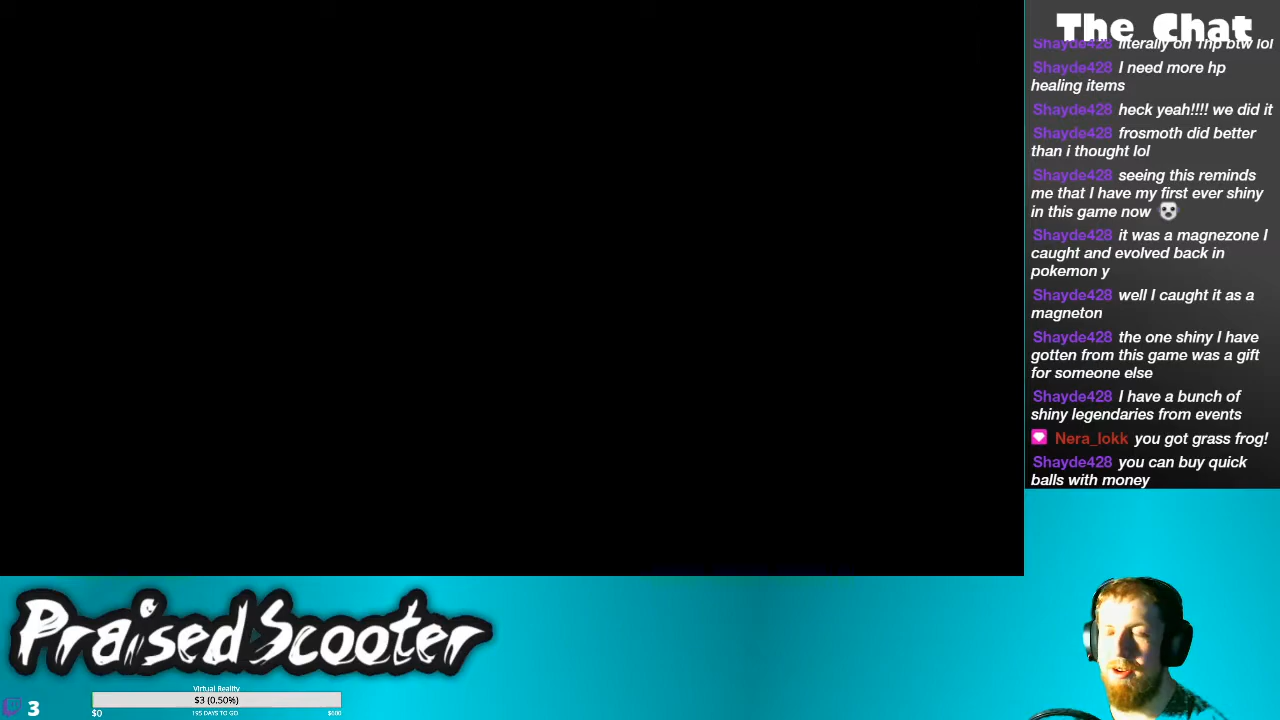 The Chat
Shayde428 literally on 1hp btw lol
Shayde428 I need more hp
healing items
Shayde428 heck yeah!!!! we did it
Shayde428 frosmoth did better
than i thought lol
Shayde428 seeing this reminds
me that I have my first ever shiny
in this game now
Shayde428 it was a magnezone I
caught and evolved back in
pokemon y
Shayde428 well I caught it as a
magneton
Shayde428 the one shiny I have
gotten from this game was a gift
for someone else
Shayde428 I have a bunch of
shiny legendaries from events
Nera_lokk you got grass frog!
Shayde428 you can buy quick
balls with money
PraisedScooter
Virtual Reality
$3 (0.50%)
3
$0
195 DAYS TO GO
$600